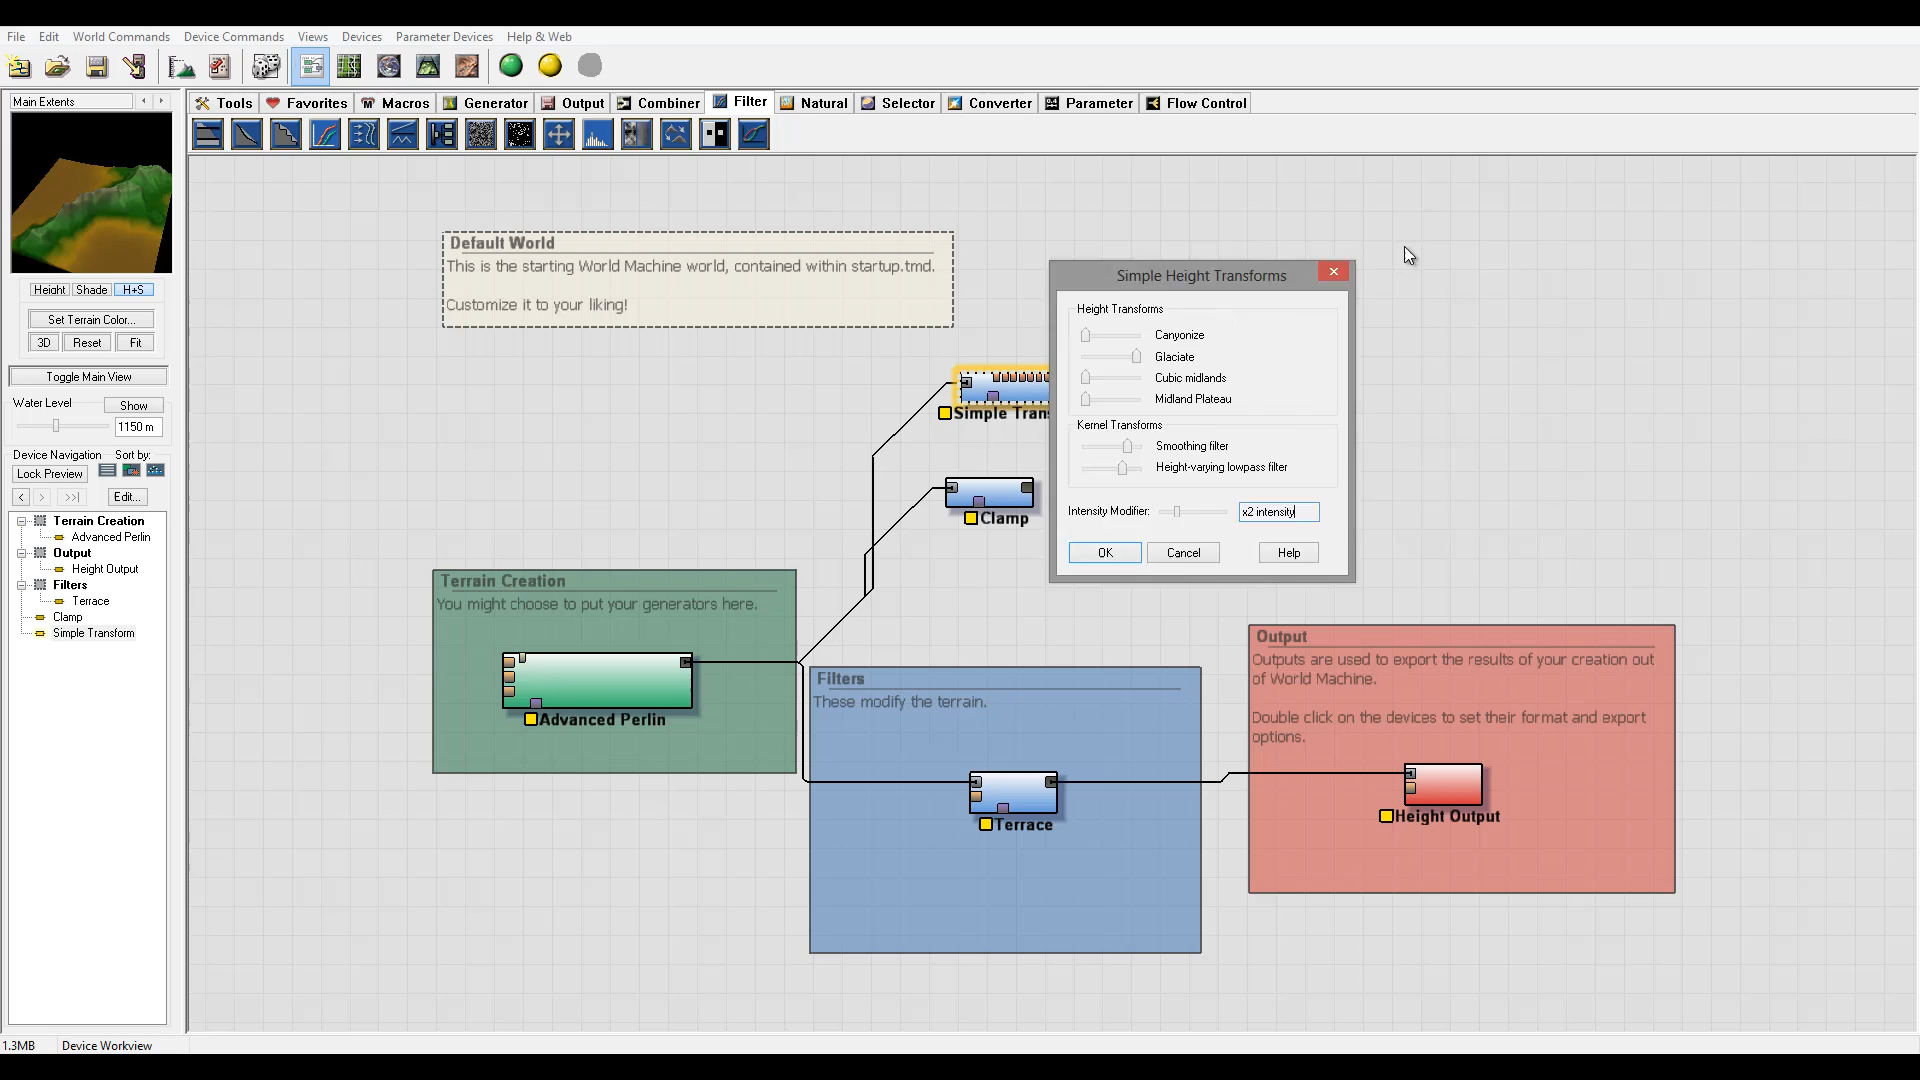 File Edit World Commands Device Commands Views Devices Parameter Devices Help & Web
Main Extents
Tools Favorites Macros Generator Output Combiner Filter Natural Selector Converter Parameter Flow Control
Height Shade H+S
Set Terrain Color...
3D Reset Fit
Toggle Main View
Water Level Show
1150 m
Device Navigation Sort by:
Lock Preview
< > >>| Edit...
Terrain Creation
Advanced Perlin
Output
Height Output
Filters
Terrace
Clamp
Simple Transform
Default World
This is the starting World Machine world, contained within startup.tmd.
Customize it to your liking!
Simple Trans
Clamp
Terrain Creation
You might choose to put your generators here.
Advanced Perlin
Filters
These modify the terrain.
Terrace
Simple Height Transforms
Height Transforms
Canyonize
Glaciate
Cubic midlands
Midland Plateau
Kernel Transforms
Smoothing filter
Height-varying lowpass filter
Intensity Modifier: x2 intensity
OK Cancel Help
Output
Outputs are used to export the results of your creation out
of World Machine.
Double click on the devices to set their format and export
options.
Height Output
1.3MB Device Workview